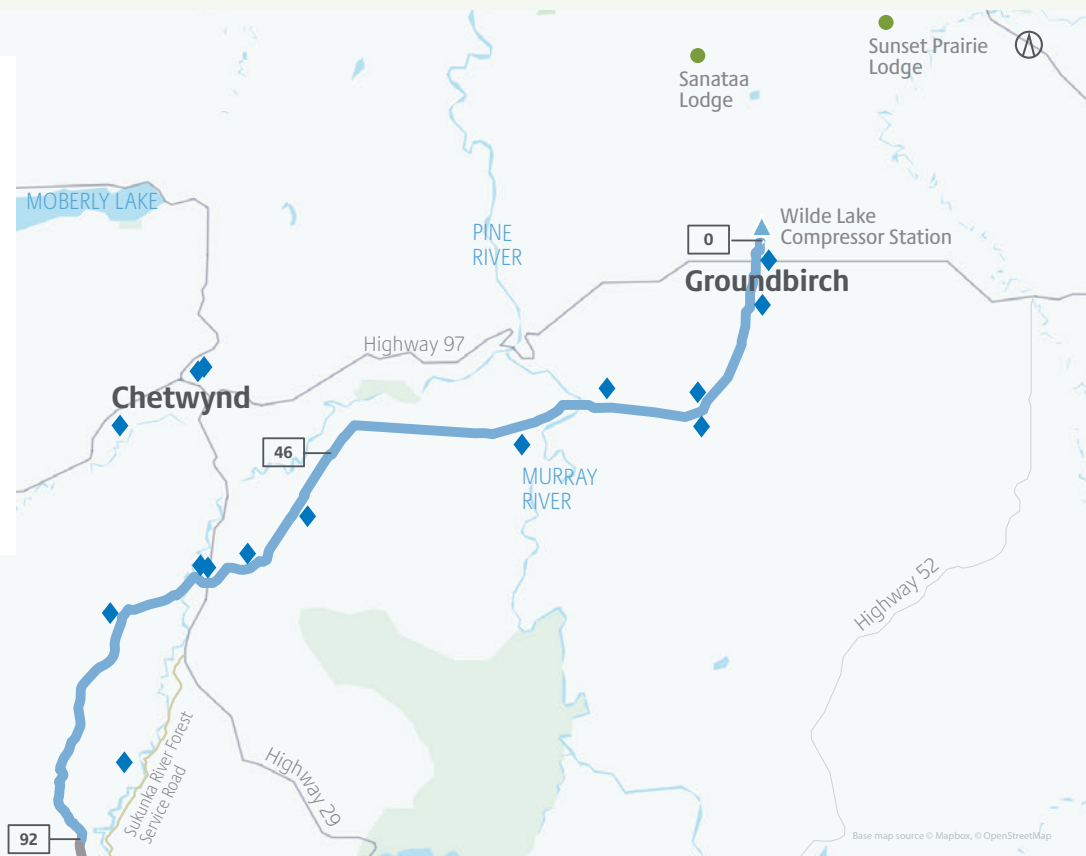 Sunset Prairie
Lodge
Sanataa
Lodge
MOBERLY LAKE
Wilde Lake
Compressor Station
0
PINE
RIVER
Groundbirch
Highway 97
Chetwynd
46
MURRAY
RIVER
Highway 52
Sukunka River Forest
Service Road
Highway 29
92
Base map source © Mapbox, © OpenStreetMap